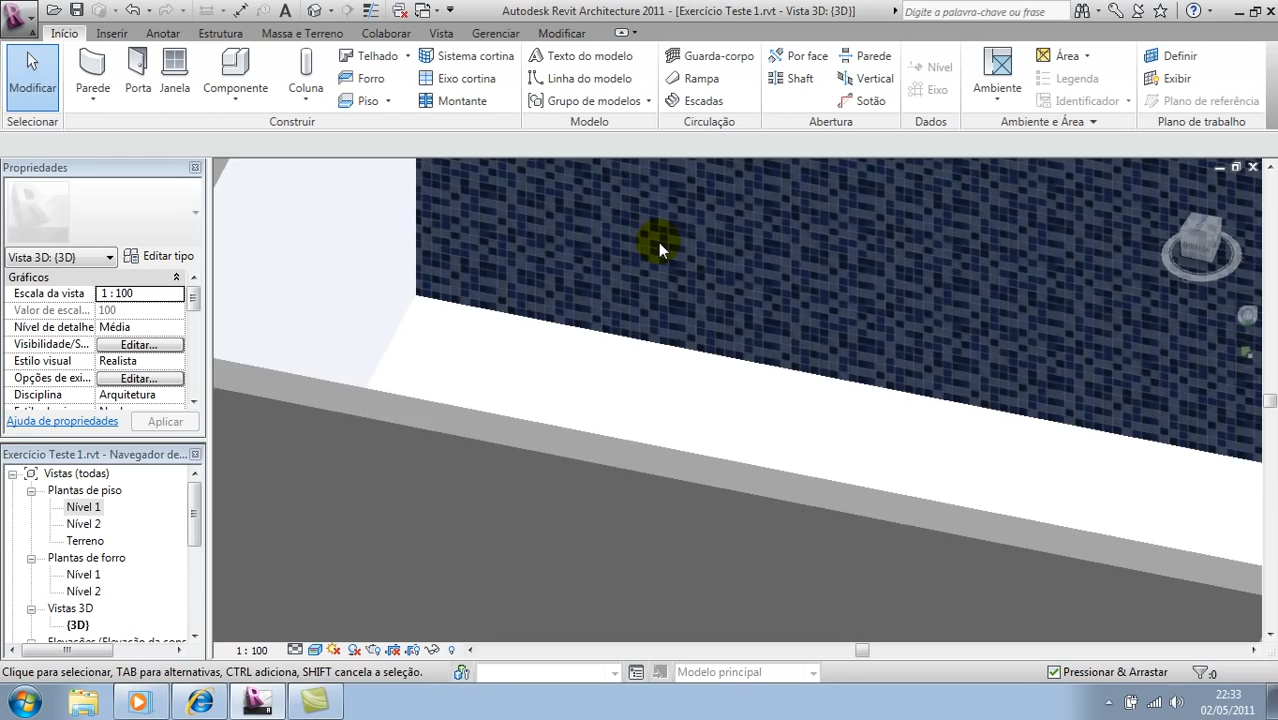 Autodesk Revit Architecture 2011 - [Exercício Teste 1.rvt - Vista 3D: {3D}]
Digite a palavra-chave ou frase
Início Inserir Anotar Estrutura Massa e Terreno Colaborar Vista Gerenciar Modificar
Modificar
Selecionar
Parede
Porta
Janela
Componente
Coluna
Telhado
Forro
Piso
Sistema cortina
Eixo cortina
Montante
Construir
Texto do modelo
Linha do modelo
Grupo de modelos
Modelo
Guarda-corpo
Rampa
Escadas
Circulação
Por face
Shaft
Parede
Vertical
Sotão
Abertura
Nível
Eixo
Dados
Ambiente
Área
Legenda
Identificador
Ambiente e Área
Definir
Exibir
Plano de referência
Plano de trabalho
Propriedades
Vista 3D: {3D}
Editar tipo
Gráficos
Escala da vista 1 : 100
Valor de escal... 100
Nível de detalhe Média
Visibilidade/S... Editar...
Estilo visual Realista
Opções de exi... Editar...
Disciplina Arquitetura
Ajuda de propriedades Aplicar
Exercício Teste 1.rvt - Navegador de...
Vistas (todas)
Plantas de piso
Nível 1
Nível 2
Terreno
Plantas de forro
Nível 1
Nível 2
Vistas 3D
{3D}
1 : 100
Clique para selecionar, TAB para alternativas, CTRL adiciona, SHIFT cancela a seleção.
Modelo principal
Pressionar & Arrastar
:0
22:33
02/05/2011